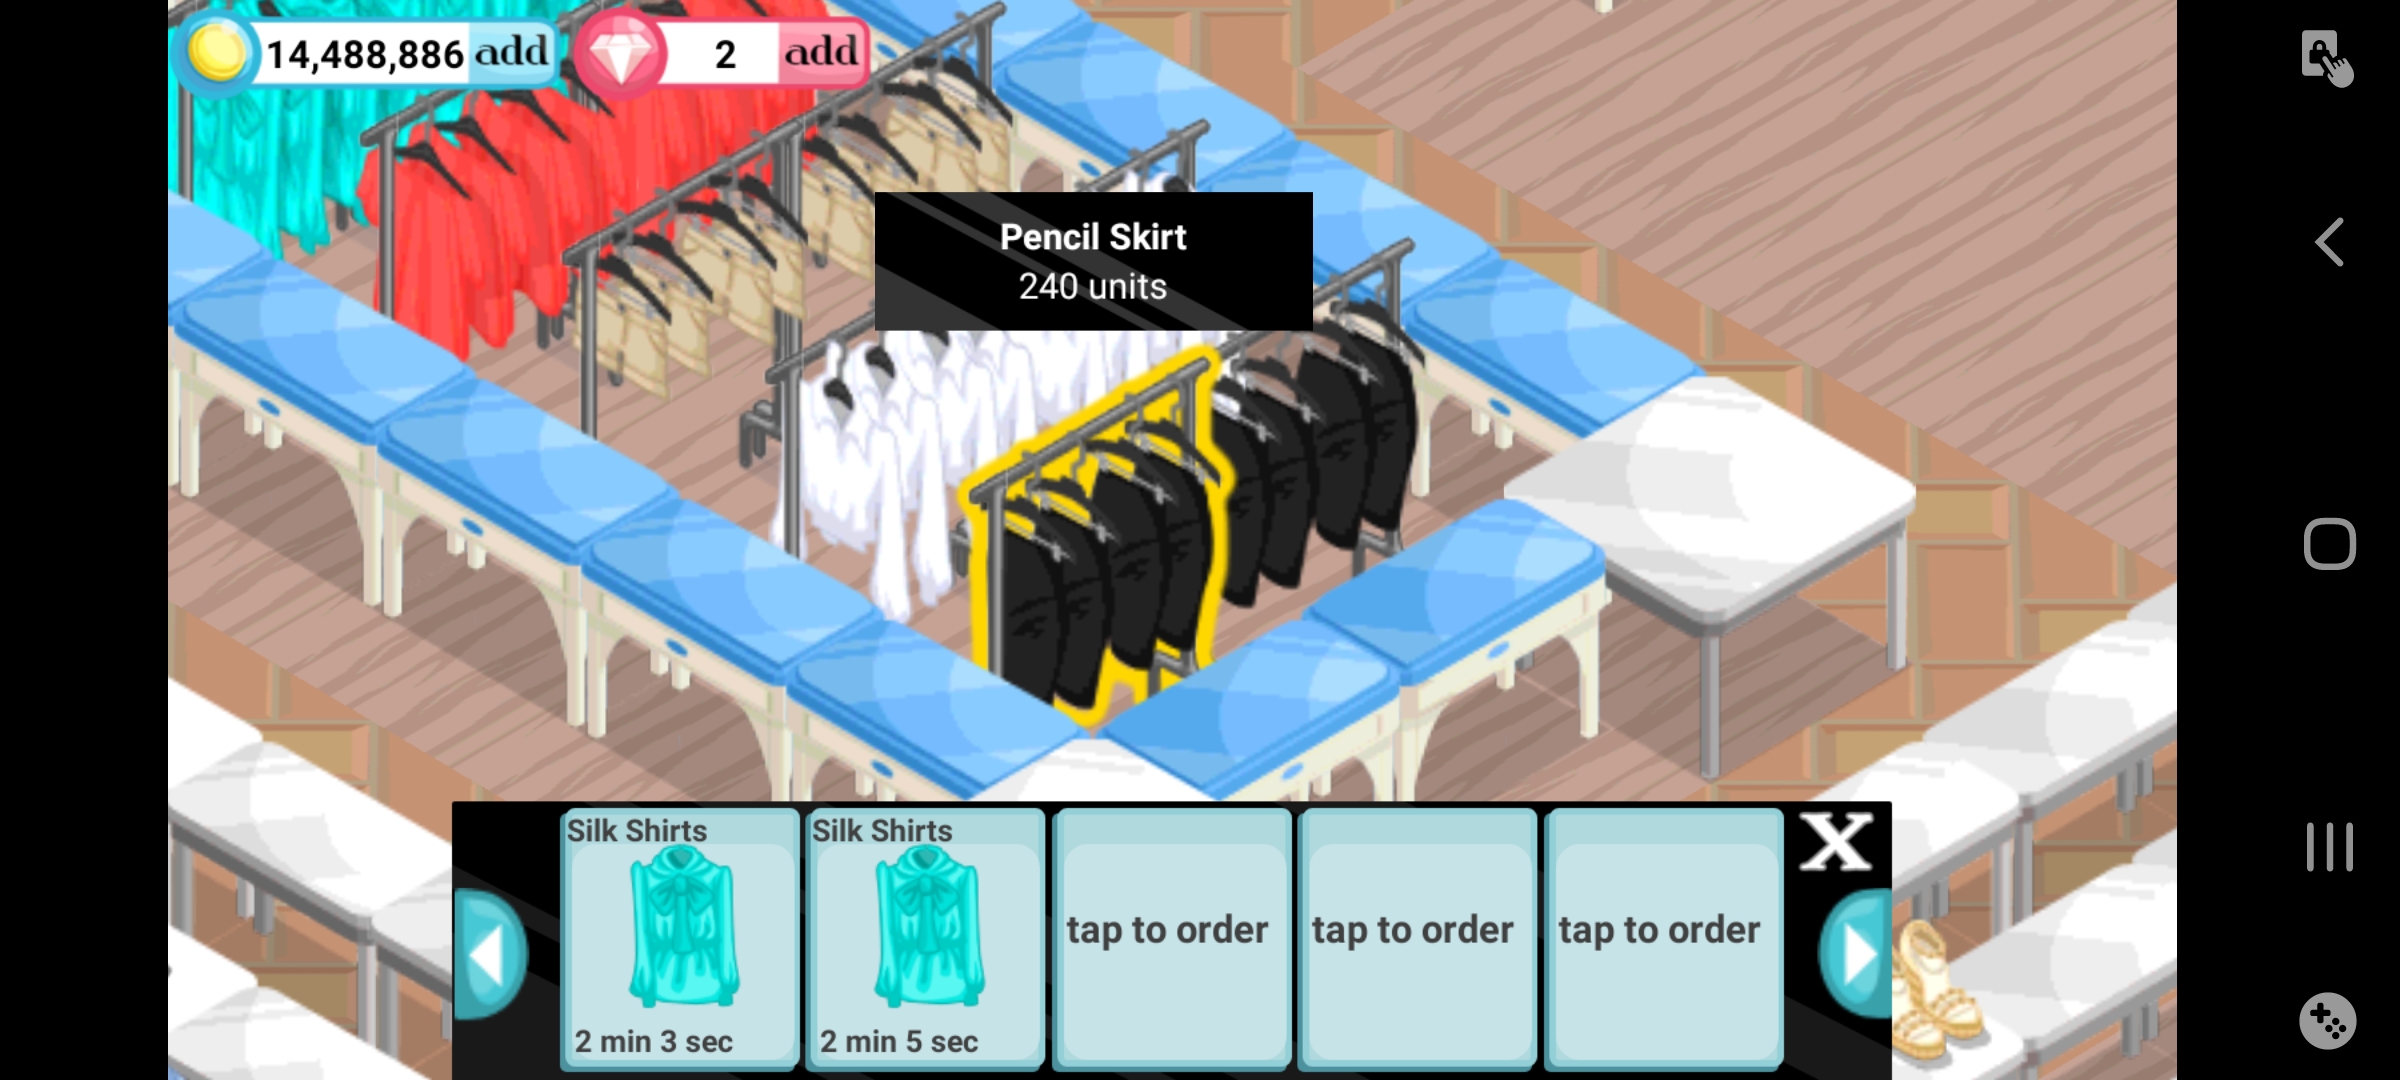 14,488,886 add 2 add
Pencil Skirt
240 units
Silk Shirts
2 min 3 sec
Silk Shirts
2 min 5 sec
tap to order
tap to order
tap to order
X